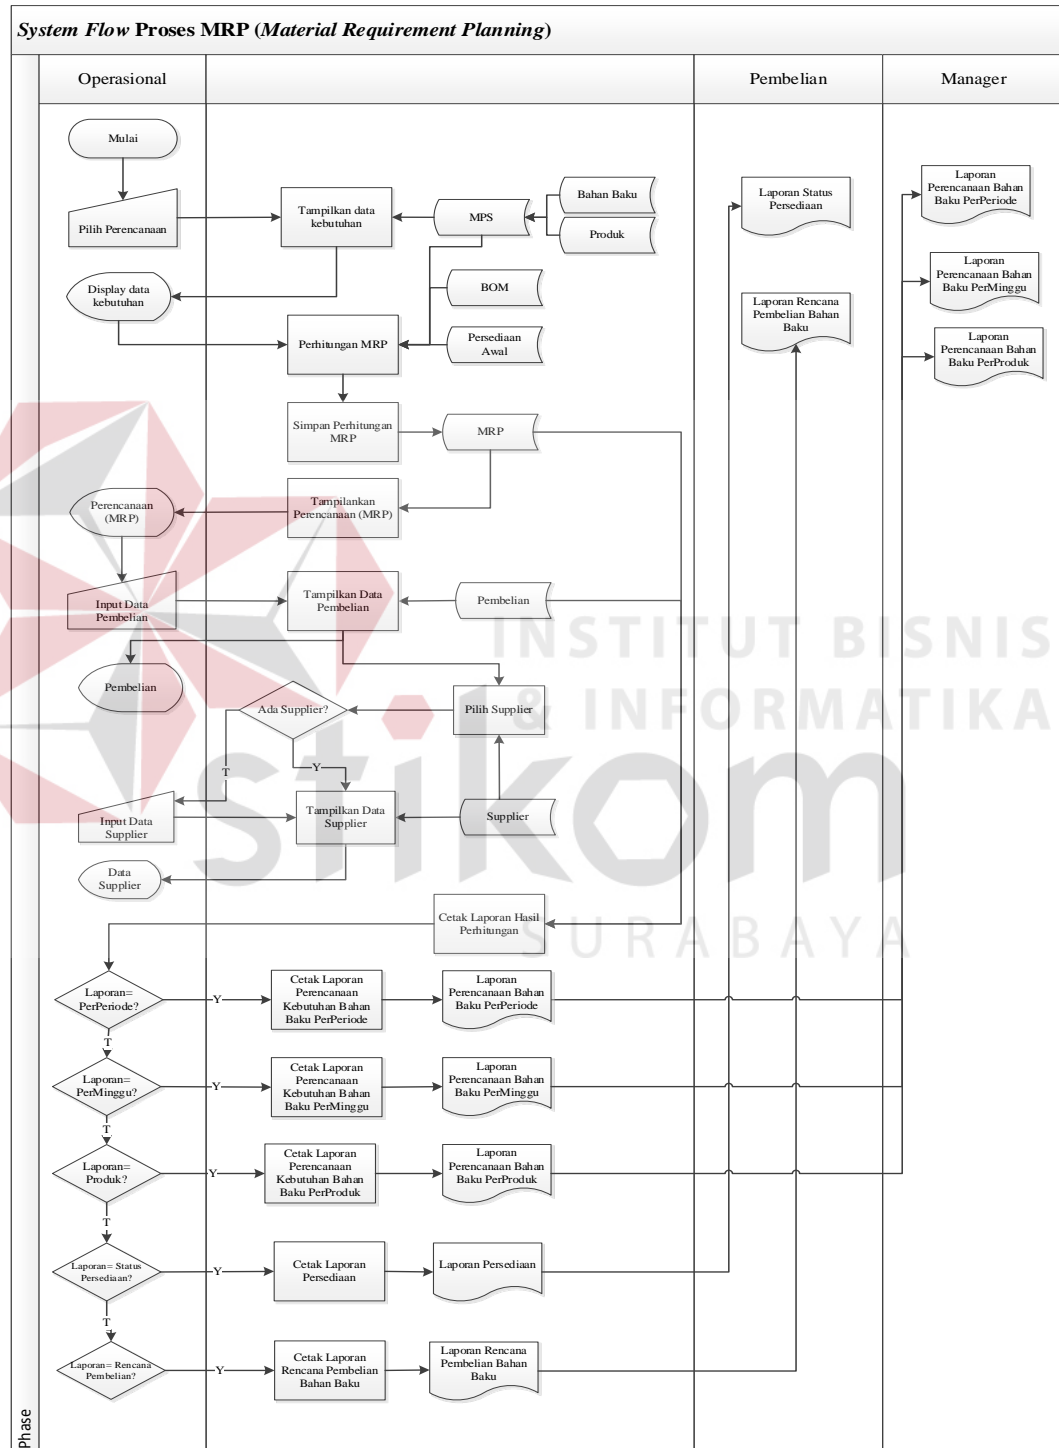 System Flow Proses MRP (Material Requirement Planning)
Operasional
Pembelian
Manager
Mulai
Pilih Perencanaan
Tampilkan data
kebutuhan
MPS
Bahan Baku
Produk
Laporan Status
Persediaan
Laporan
Perencanaan Bahan
Baku PerPeriode
Display data
kebutuhan
BOM
Laporan
Perencanaan Bahan
Baku PerMinggu
Perhitungan MRP
Persediaan
Awal
Laporan Rencana
Pembelian Bahan
Baku
Laporan
Perencanaan Bahan
Baku PerProduk
Simpan Perhitungan
MRP
MRP
Perencanaan
(MRP)
Tampilankan
Perencanaan (MRP)
Input Data
Pembelian
Tampilkan Data
Pembelian
Pembelian
INSTITUT BISNIS
& INFORMATIKA
stikom
SURABAYA
Pembelian
Ada Supplier?
Pilih Supplier
T
Y
Input Data
Supplier
Tampilkan Data
Supplier
Supplier
Data
Supplier
Cetak Laporan Hasil
Perhitungan
Laporan=
PerPeriode?
Y
Cetak Laporan
Perencanaan
Kebutuhan Bahan
Baku PerPeriode
Laporan
Perencanaan Bahan
Baku PerPeriode
T
Laporan=
PerMinggu?
Y
Cetak Laporan
Perencanaan
Kebutuhan Bahan
Baku PerMinggu
Laporan
Perencanaan Bahan
Baku PerMinggu
T
Laporan=
Produk?
Y
Cetak Laporan
Perencanaan
Kebutuhan Bahan
Baku PerProduk
Laporan
Perencanaan Bahan
Baku PerProduk
T
Laporan= Status
Persediaan?
Y
Cetak Laporan
Persediaan
Laporan Persediaan
T
Laporan= Rencana
Pembelian?
Y
Cetak Laporan
Rencana Pembelian
Bahan Baku
Laporan Rencana
Pembelian Bahan
Baku
Phase